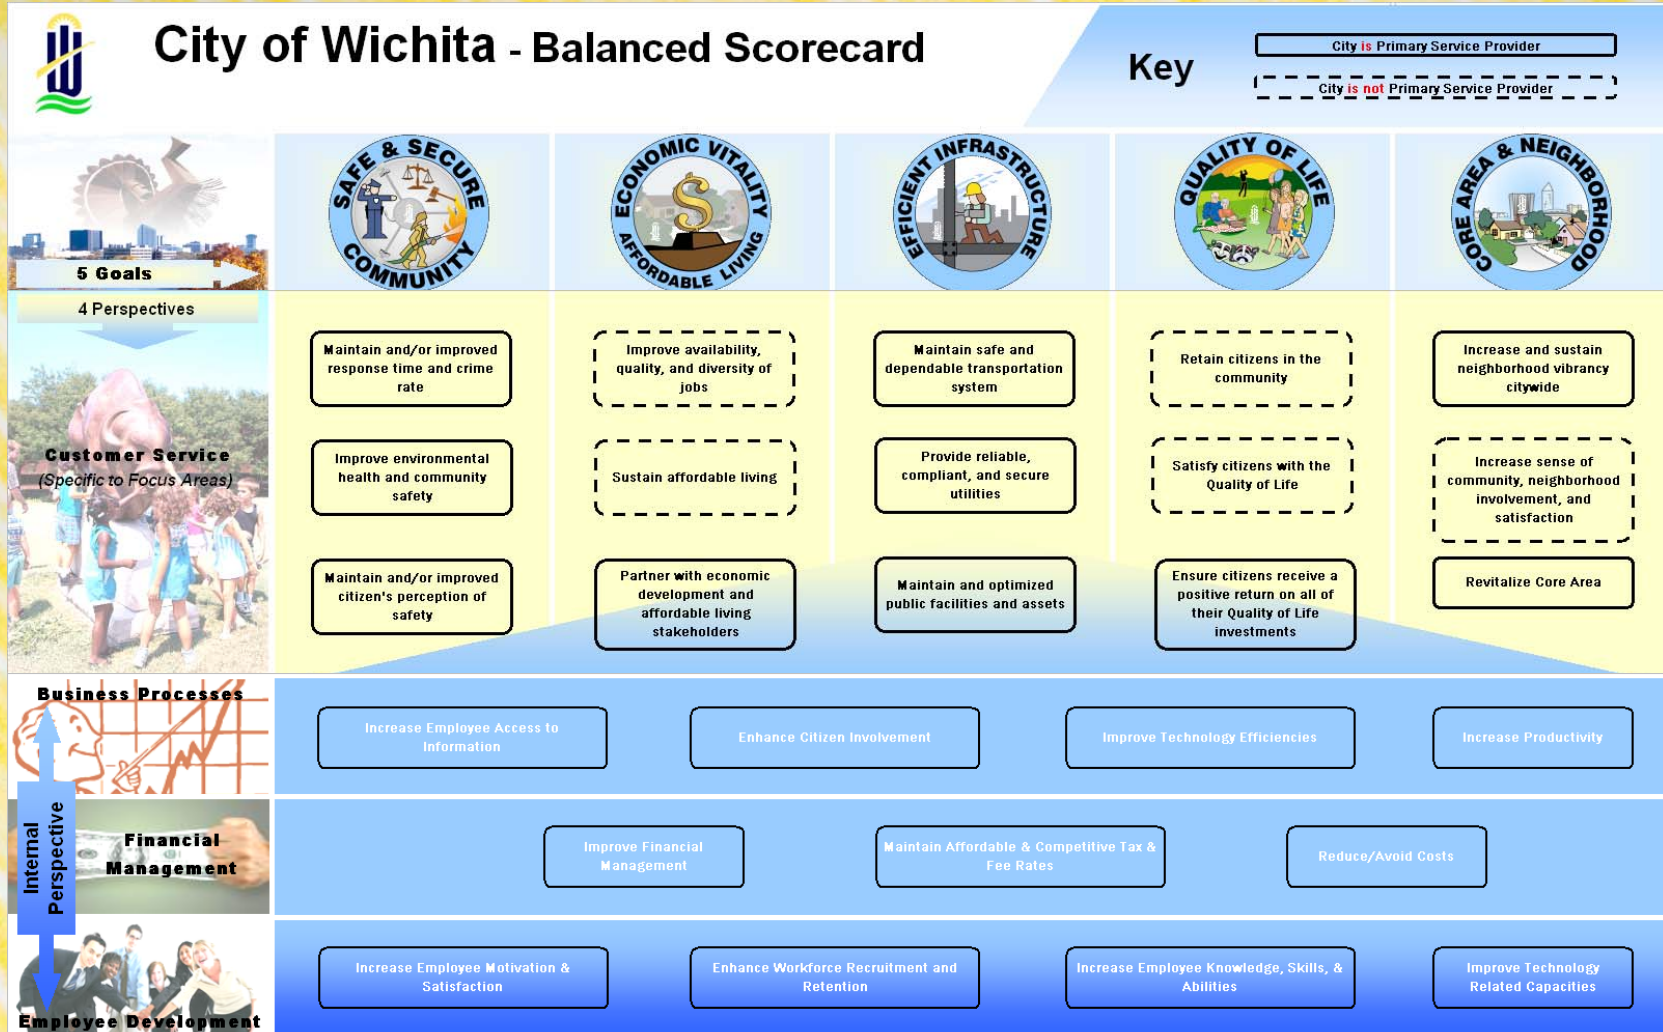 City of Wichita - Balanced Scorecard
Key
City is Primary Service Provider
City is not Primary Service Provider
5 Goals
SAFE & SECURE
COMMUNITY
ECONOMIC VITALITY
AFFORDABLE LIVING
EFFICIENT INFRASTRUCTURE
QUALITY OF LIFE
CORE AREA & NEIGHBORHOOD
4 Perspectives
Customer Service
(Specific to Focus Areas)
Maintain and/or improved
response time and crime
rate
Improve availability,
quality, and diversity of
jobs
Maintain safe and
dependable transportation
system
Retain citizens in the
community
Increase and sustain
neighborhood vibrancy
citywide
Improve environmental
health and community
safety
Sustain affordable living
Provide reliable,
compliant, and secure
utilities
Satisfy citizens with the
Quality of Life
Increase sense of
community, neighborhood
involvement, and
satisfaction
Maintain and/or improved
citizen's perception of
safety
Partner with economic
development and
affordable living
stakeholders
Maintain and optimized
public facilities and assets
Ensure citizens receive a
positive return on all of
their Quality of Life
investments
Revitalize Core Area
Internal
Perspective
Business Processes
Increase Employee Access to
Information
Enhance Citizen Involvement
Improve Technology Efficiencies
Increase Productivity
Financial
Management
Improve Financial
Management
Maintain Affordable & Competitive Tax &
Fee Rates
Reduce/Avoid Costs
Employee Development
Increase Employee Motivation &
Satisfaction
Enhance Workforce Recruitment and
Retention
Increase Employee Knowledge, Skills, &
Abilities
Improve Technology
Related Capacities